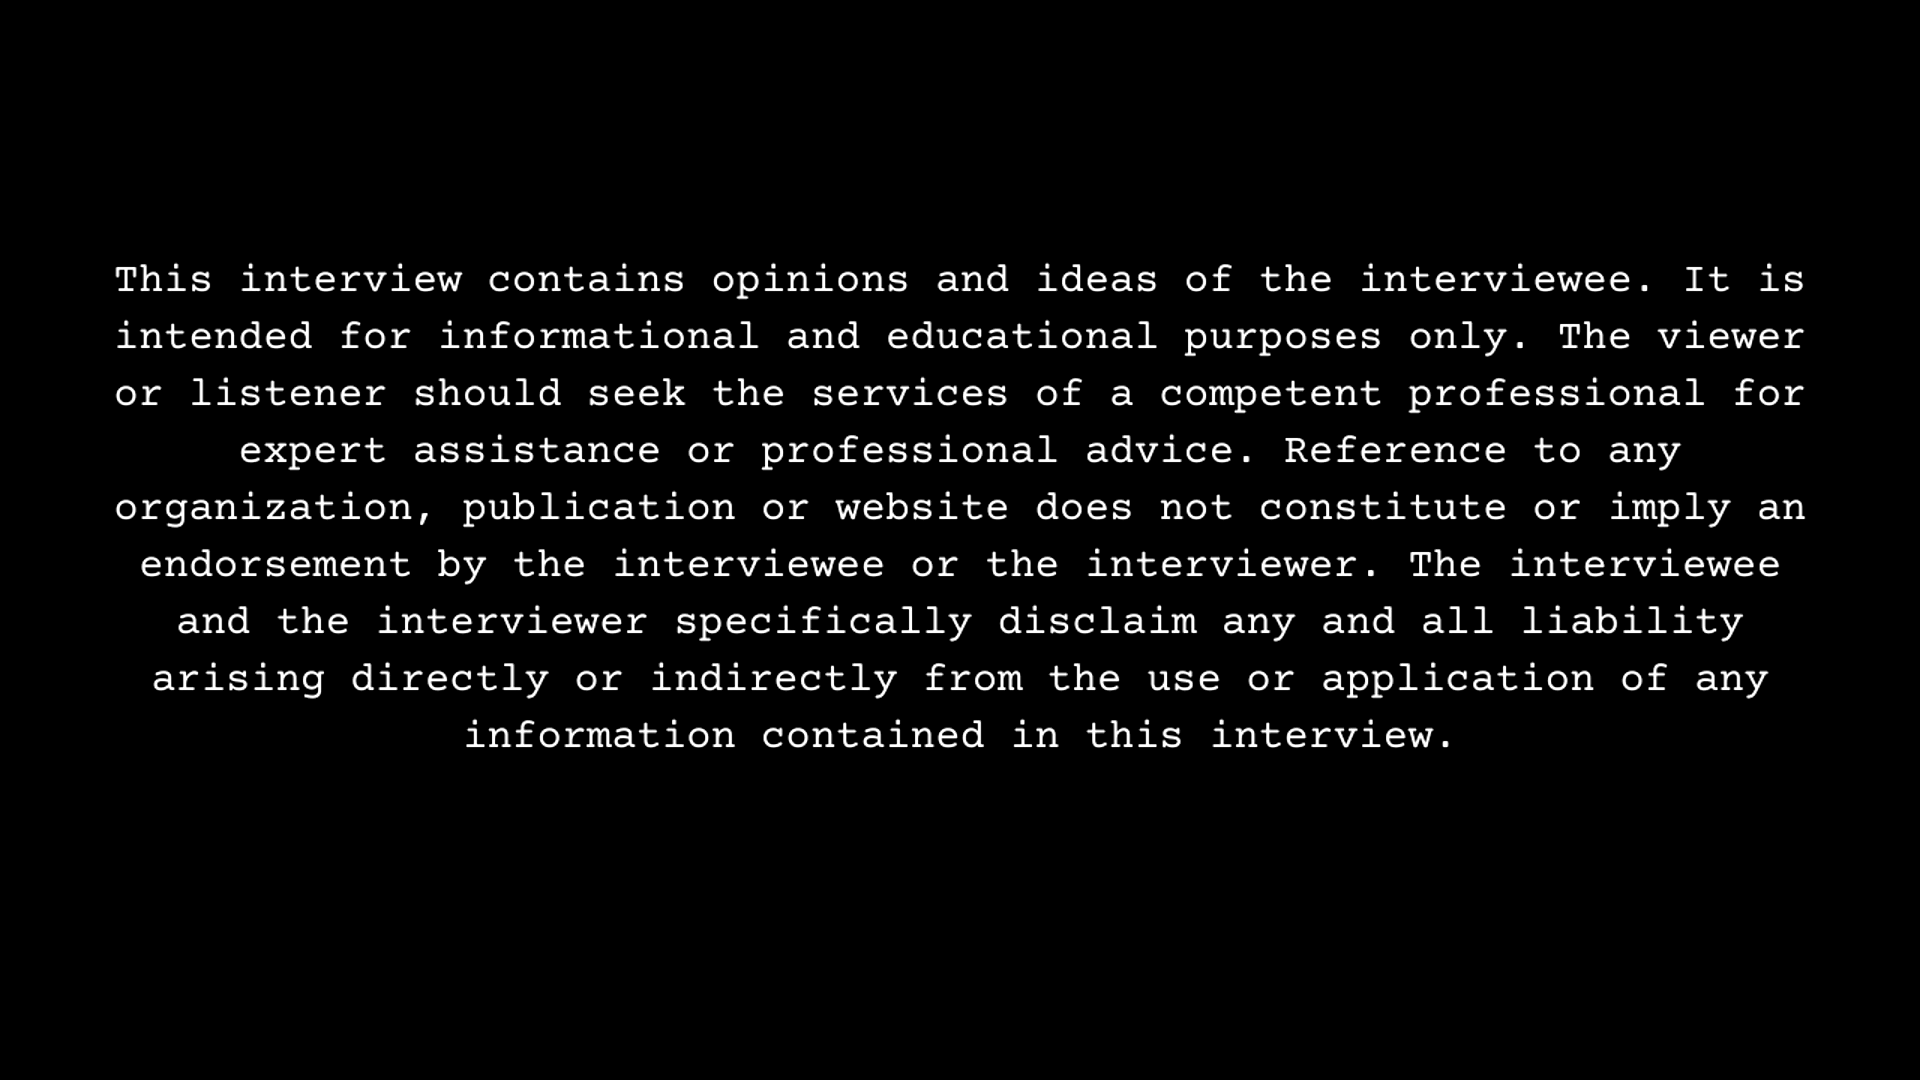 This interview contains opinions and ideas of the interviewee. It is
intended for informational and educational purposes only. The viewer
or listener should seek the services of a competent professional for
expert assistance or professional advice. Reference to any
organization, publication or website does not constitute or imply an
endorsement by the interviewee or the interviewer. The interviewee
and the interviewer specifically disclaim any and all liability
arising directly or indirectly from the use or application of any
information contained in this interview.